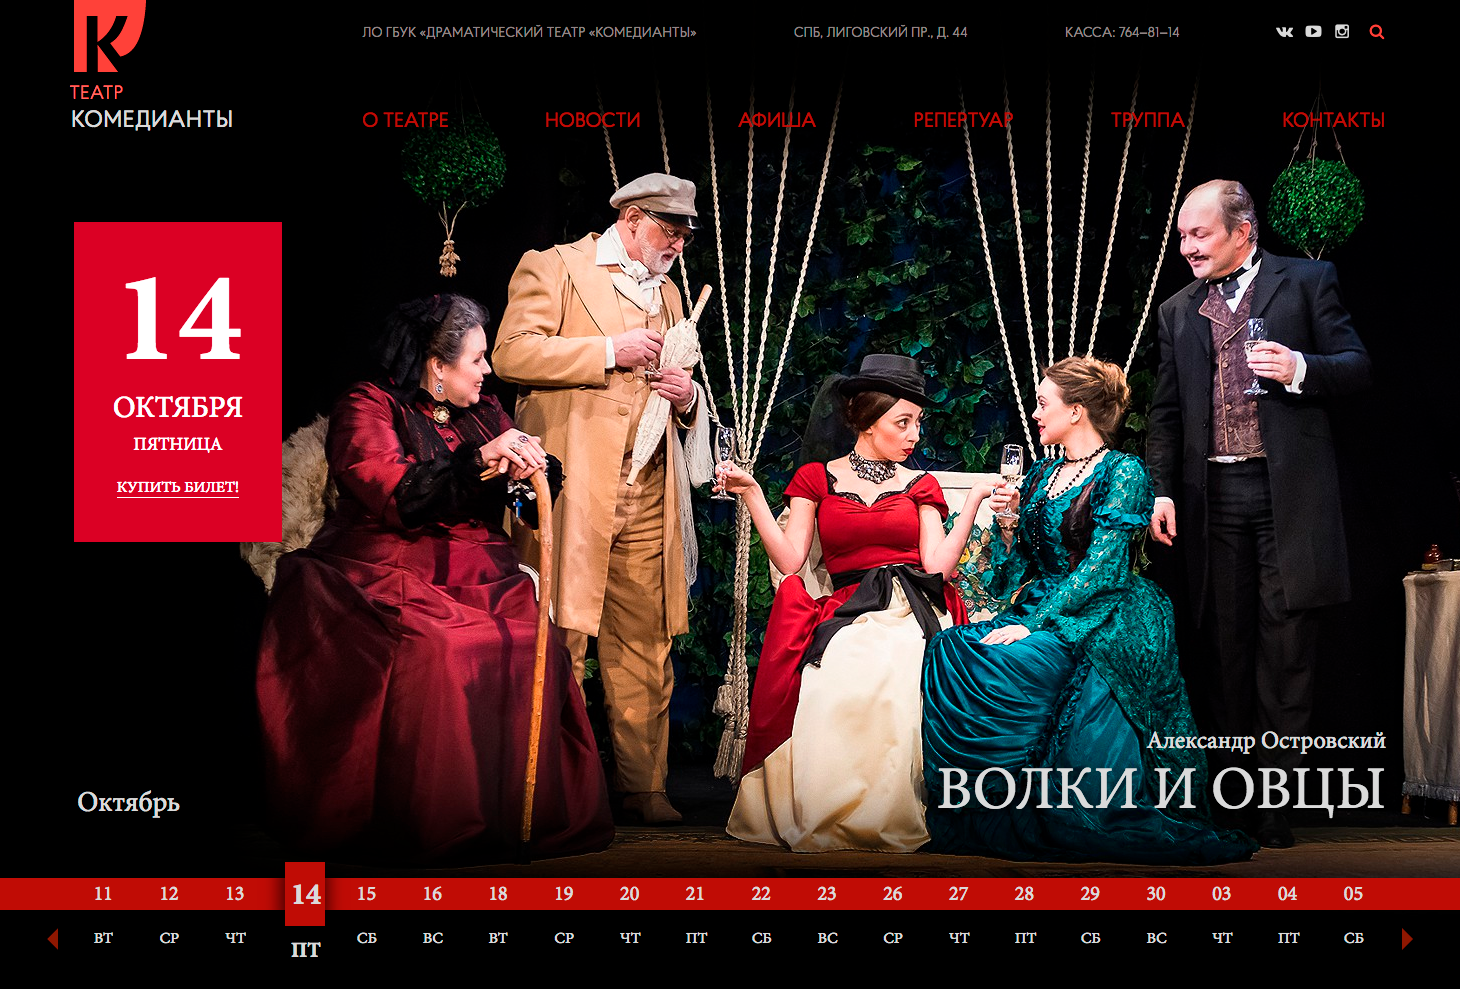 ТЕАТР
КОМЕДИАНТЫ
ЛО ГБУК «ДРАМАТИЧЕСКИЙ ТЕАТР «КОМЕДИАНТЫ»
СПБ, ЛИГОВСКИЙ ПР., Д. 44
КАССА: 764–81–14
О ТЕАТРЕ НОВОСТИ АФИША РЕПЕРТУАР ТРУППА КОНТАКТЫ
14
ОКТЯБРЯ
ПЯТНИЦА
КУПИТЬ БИЛЕТ!
Александр Островский
ВОЛКИ И ОВЦЫ
Октябрь
11 12 13 14 15 16 18 19 20 21 22 23 26 27 28 29 30 03 04 05
ВТ СР ЧТ ПТ СБ ВС ВТ СР ЧТ ПТ СБ ВС СР ЧТ ПТ СБ ВС ЧТ ПТ СБ